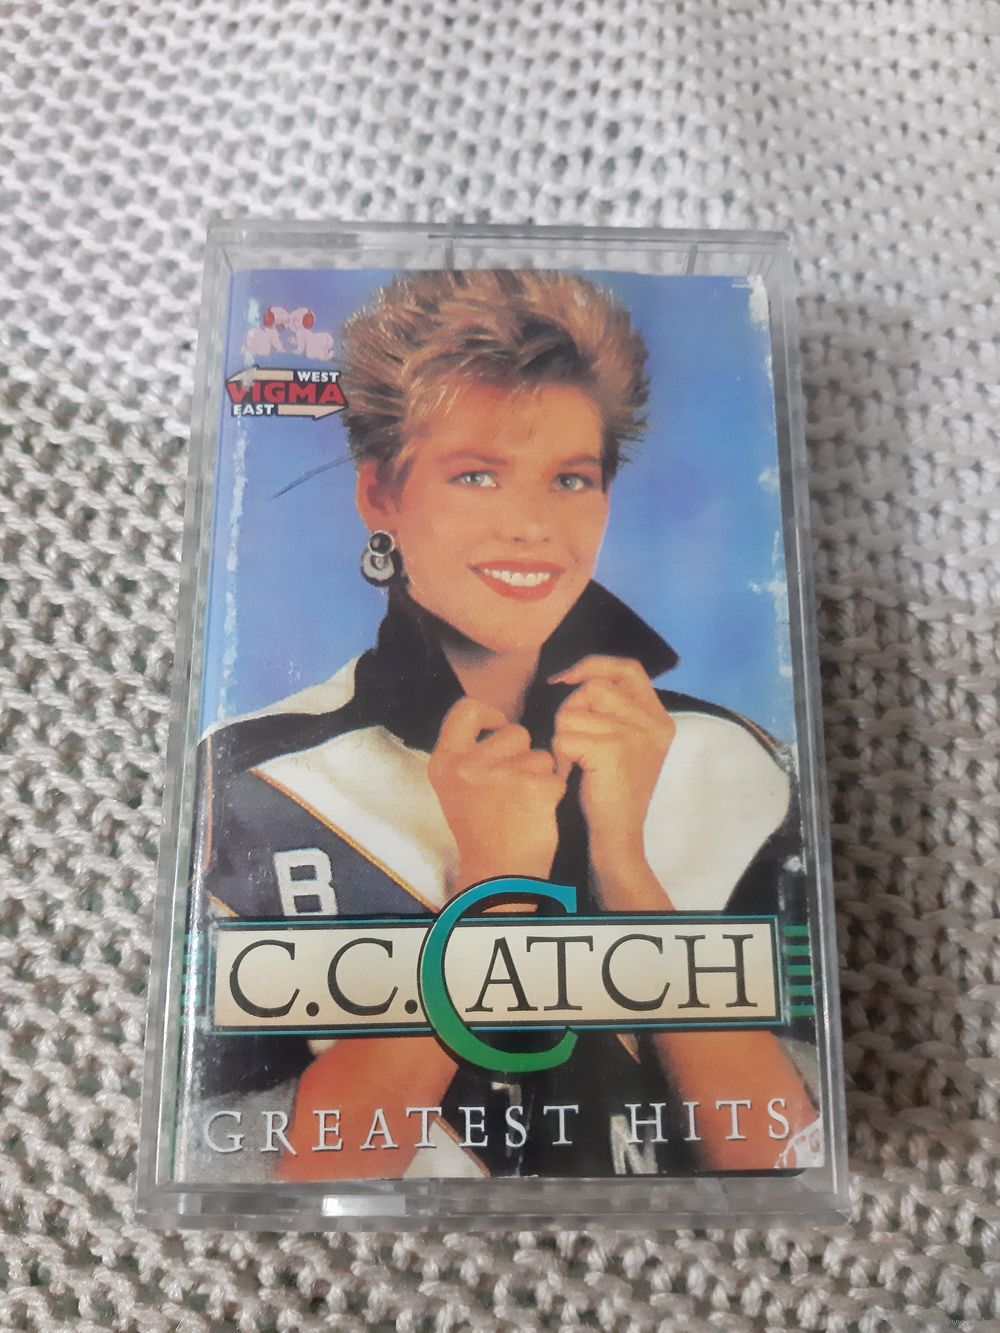 WEST
VIGMA
EAST
B
C.C.CATCH
GREATEST HITS
N